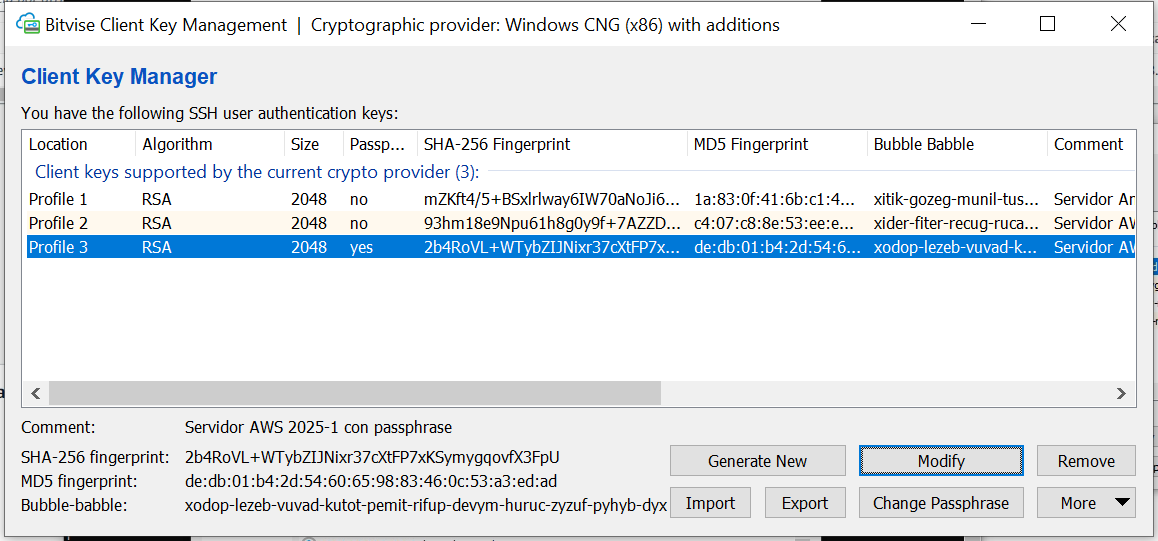 Bitvise Client Key Management | Cryptographic provider: Windows CNG (x86) with additions
Client Key Manager
You have the following SSH user authentication keys:
Location Algorithm Size Passp... SHA-256 Fingerprint MD5 Fingerprint Bubble Babble Comment
Client keys supported by the current crypto provider (3):
Profile 1 RSA 2048 no mZKft4/5+BSxlrlway6IW70aNoJi6... 1a:83:0f:41:6b:c1:4... xitik-gozeg-munil-tus... Servidor Ar
Profile 2 RSA 2048 no 93hm18e9Npu61h8g0y9f+7AZZD... c4:07:c8:8e:53:ee:e... xider-fiter-recug-ruca... Servidor AW
Profile 3 RSA 2048 yes 2b4RoVL+WTybZIJNixr37cXtFP7x... de:db:01:b4:2d:54:6... xodop-lezeb-vuvad-k... Servidor AW
Comment: Servidor AWS 2025-1 con passphrase
SHA-256 fingerprint: 2b4RoVL+WTybZIJNixr37cXtFP7xKSymygqovfX3FpU
MD5 fingerprint: de:db:01:b4:2d:54:60:65:98:83:46:0c:53:a3:ed:ad
Bubble-babble: xodop-lezeb-vuvad-kutot-pemit-rifup-devym-huruc-zyzuf-pyhyb-dyx
Generate New Modify Remove
Import Export Change Passphrase More